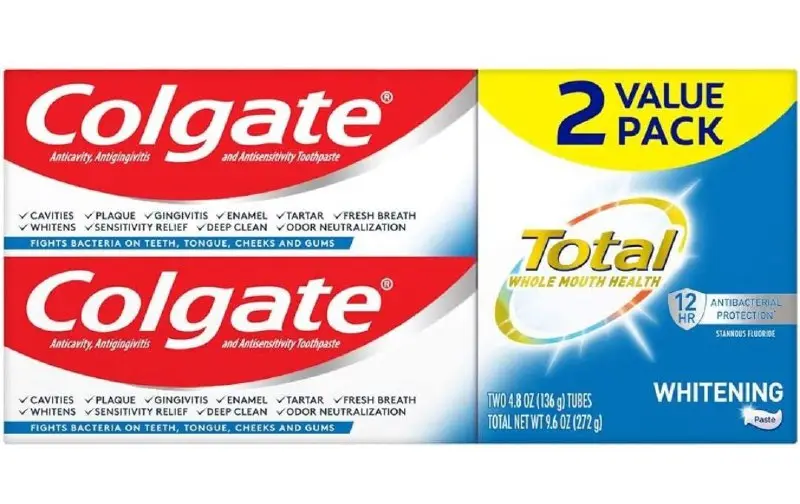 Colgate®
Anticavity, Antigingivitis and Antisensitivity Toothpaste
✓CAVITIES ✓PLAQUE ✓GINGIVITIS ✓ENAMEL ✓TARTAR ✓FRESH BREATH
✓WHITENS ✓SENSITIVITY RELIEF ✓DEEP CLEAN ✓ODOR NEUTRALIZATION
FIGHTS BACTERIA ON TEETH, TONGUE, CHEEKS AND GUMS
Colgate®
Anticavity, Antigingivitis and Antisensitivity Toothpaste
✓CAVITIES ✓PLAQUE ✓GINGIVITIS ✓ENAMEL ✓TARTAR ✓FRESH BREATH
✓WHITENS ✓SENSITIVITY RELIEF ✓DEEP CLEAN ✓ODOR NEUTRALIZATION
FIGHTS BACTERIA ON TEETH, TONGUE, CHEEKS AND GUMS
2 VALUE
PACK
Total
WHOLE MOUTH HEALTH
12
HR
ANTIBACTERIAL
PROTECTION*
STANNOUS FLUORIDE
TWO 4.8 OZ (136 g) TUBES
TOTAL NET WT 9.6 OZ (272 g)
WHITENING
Paste